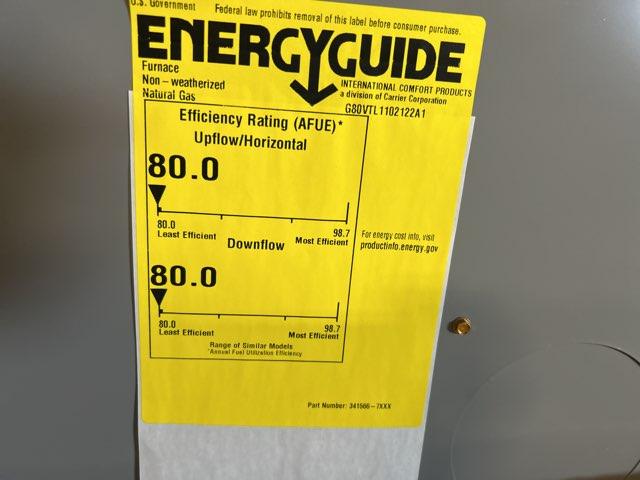 U.S. Government Federal law prohibits removal of this label before consumer purchase.
ENERGYGUIDE
Furnace
Non – weatherized
Natural Gas
INTERNATIONAL COMFORT PRODUCTS
a division of Carrier Corporation
G80VTL1102122A1
Efficiency Rating (AFUE)*
Upflow/Horizontal
80.0
80.0 98.7
Least Efficient Most Efficient
For energy cost info, visit
productinfo.energy.gov
Downflow
80.0
80.0 98.7
Least Efficient Most Efficient
Range of Similar Models
*Annual Fuel Utilization Efficiency
Part Number: 341566–7XXX